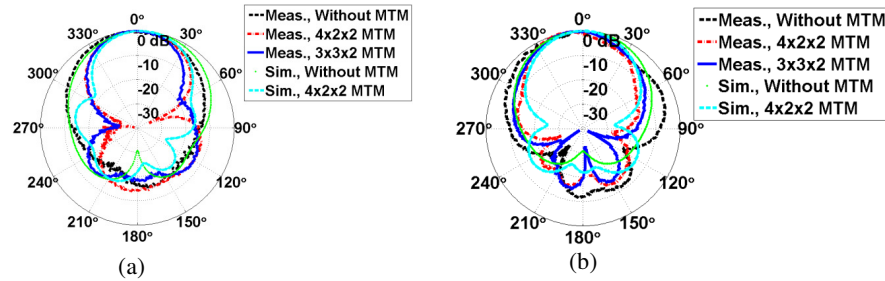 0°
330°
30°
0 dB
300°
60°
-10
-20
-30
270°
90°
240°
120°
210°
150°
180°
Meas., Without MTM
Meas., 4x2x2 MTM
Meas., 3x3x2 MTM
Sim., Without MTM
Sim., 4x2x2 MTM
(a)
0°
330°
30°
0 dB
300°
60°
-10
-20
-30
270°
90°
240°
120°
210°
150°
180°
Meas., Without MTM
Meas., 4x2x2 MTM
Meas., 3x3x2 MTM
Sim., Without MTM
Sim., 4x2x2 MTM
(b)